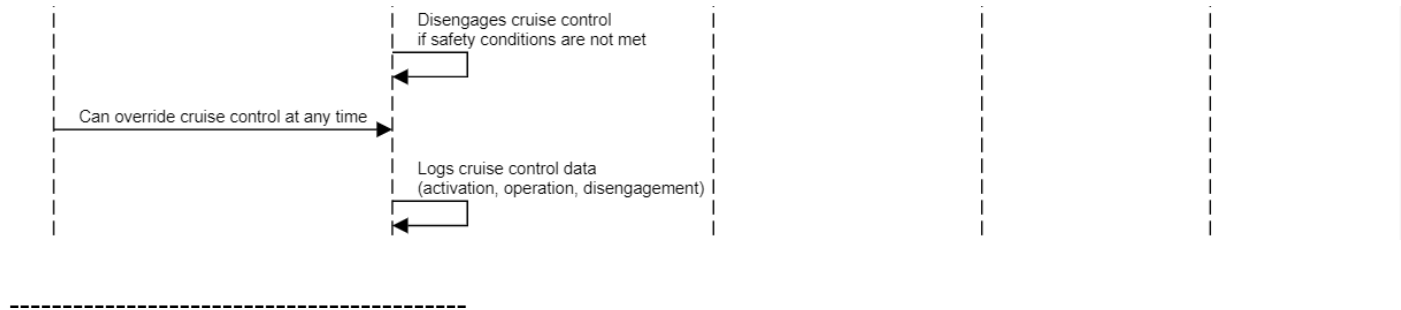 Disengages cruise control
if safety conditions are not met
Can override cruise control at any time
Logs cruise control data
(activation, operation, disengagement)
--------------------------------------------